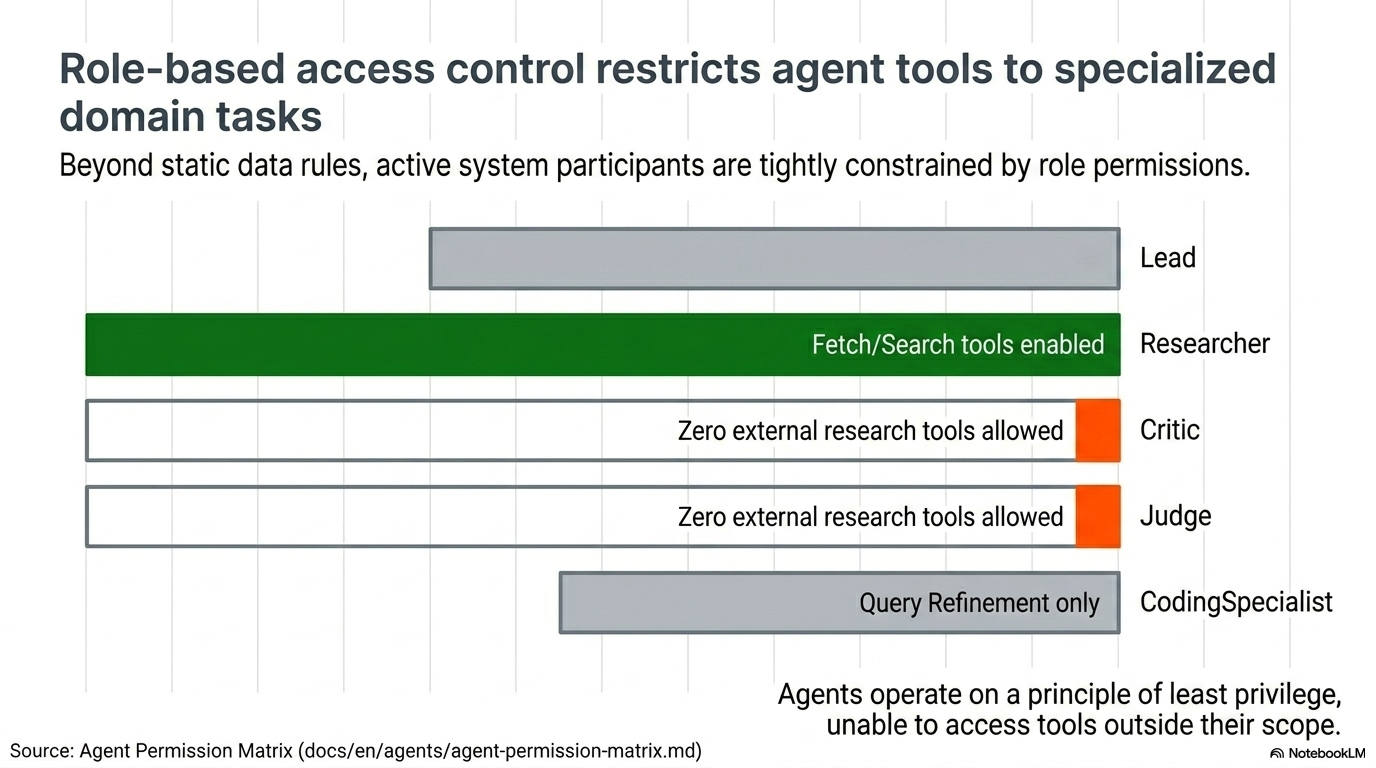 Role-based access control restricts agent tools to specialized
domain tasks
Beyond static data rules, active system participants are tightly constrained by role permissions.
Lead
Fetch/Search tools enabled
Researcher
Zero external research tools allowed
Critic
Zero external research tools allowed
Judge
Query Refinement only
CodingSpecialist
Agents operate on a principle of least privilege,
unable to access tools outside their scope.
Source: Agent Permission Matrix (docs/en/agents/agent-permission-matrix.md)
NotebookLM